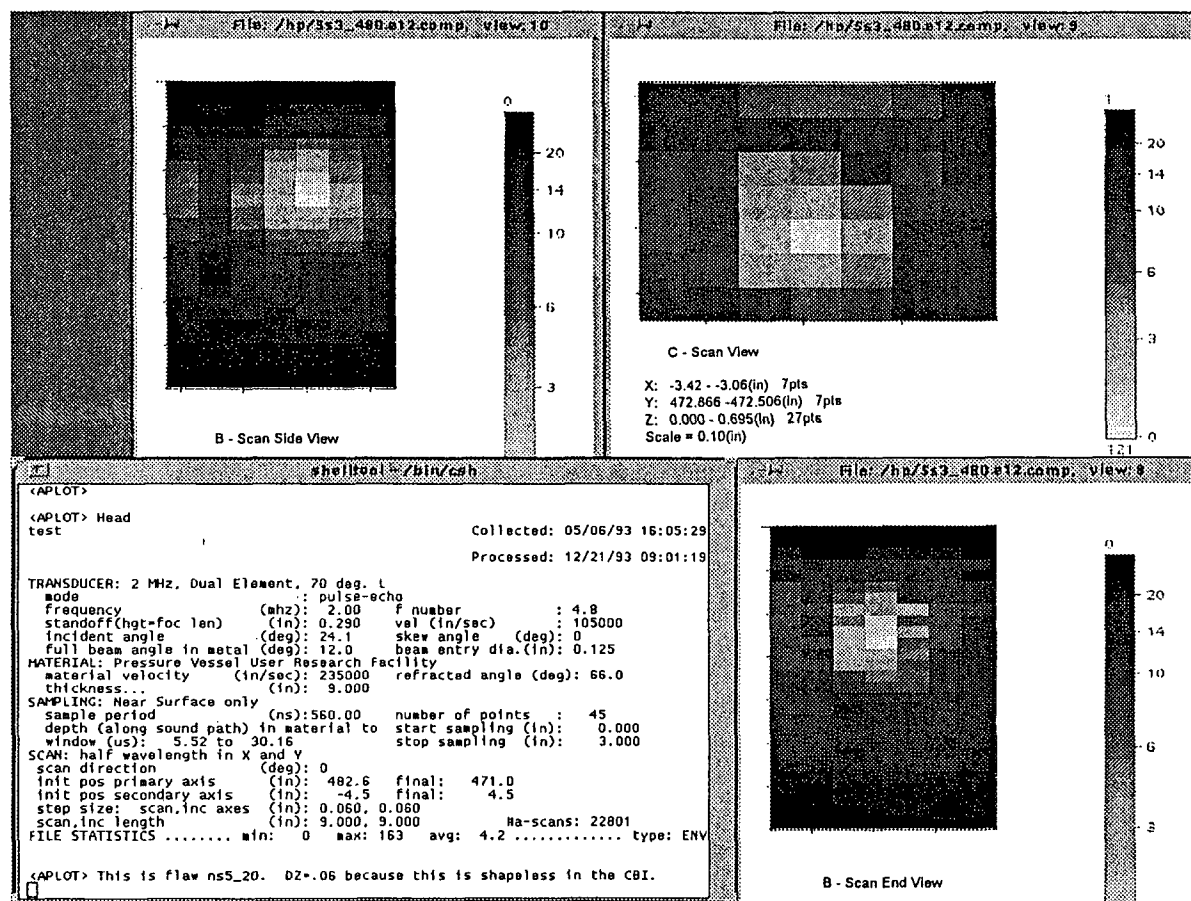 File: /hp/5s3_480.e12.comp, view: 10
0
20
14
10
6
3
B - Scan Side View
File: /hp/5s3_480.e12.comp, view: 9
1
20
14
10
6
3
0
121
C - Scan View
X: -3.42 - -3.06(in) 7pts
Y: 472.866 -472.506(in) 7pts
Z: 0.000 - 0.695(in) 27pts
Scale = 0.10(in)
shelltool - /bin/csh
<APLOT>
<APLOT> Head
test Collected: 05/06/93 16:05:29
Processed: 12/21/93 09:01:19
TRANSDUCER: 2 MHz, Dual Element, 70 deg. L
mode : pulse-echo
frequency (mhz): 2.00 f number : 4.8
standoff(hgt=foc len) (in): 0.290 vel (in/sec) : 105000
incident angle (deg): 24.1 skew angle (deg): 0
full beam angle in metal (deg): 12.0 beam entry dia.(in): 0.125
MATERIAL: Pressure Vessel User Research Facility
material velocity (in/sec): 235000 refracted angle (deg): 66.0
thickness... (in): 9.000
SAMPLING: Near Surface only
sample period (ns):560.00 number of points : 45
depth (along sound path) in material to start sampling (in): 0.000
window (us): 5.52 to 30.16 stop sampling (in): 3.000
SCAN: half wavelength in X and Y
scan direction (deg): 0
init pos primary axis (in): 482.6 final: 471.0
init pos secondary axis (in): -4.5 final: 4.5
step size: scan,inc axes (in): 0.060, 0.060
scan,inc length (in): 9.000, 9.000 #a-scans: 22801
FILE STATISTICS ........ min: 0 max: 163 avg: 4.2 ............. type: ENV
<APLOT> This is flaw ns5_20. DZ=.06 because this is shapeless in the CBI.
File: /hp/5s3_480.e12.comp, view: 8
0
20
14
10
6
3
B - Scan End View